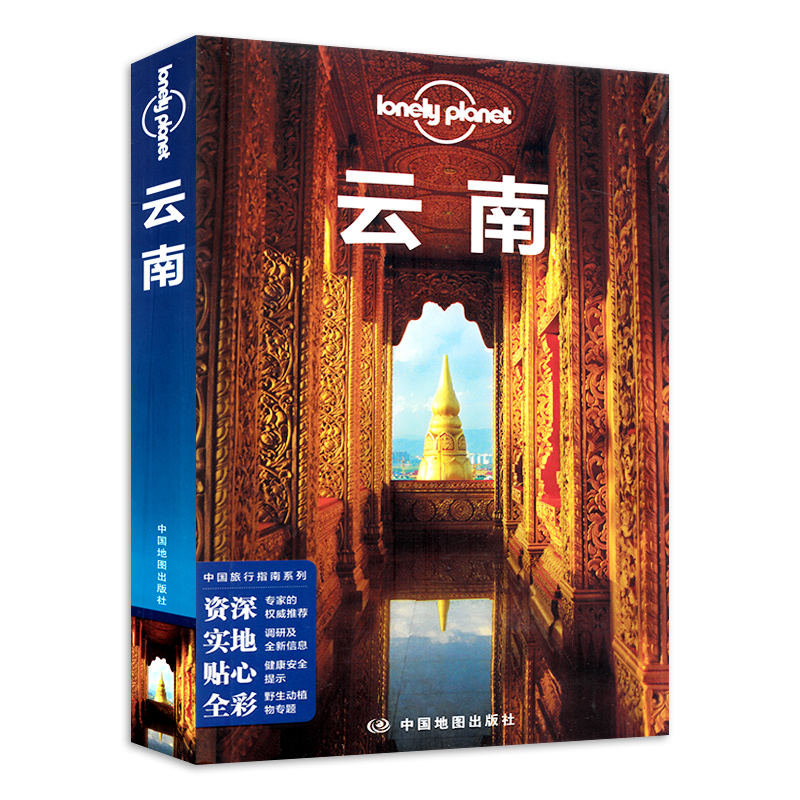 lonely planet
云南
中国地图出版社
lonely planet
云南
中国旅行指南系列
资深 专家的
权威推荐
实地 调研及
全新信息
贴心 健康安全
提示
全彩 野生动植
物专题
中国地图出版社